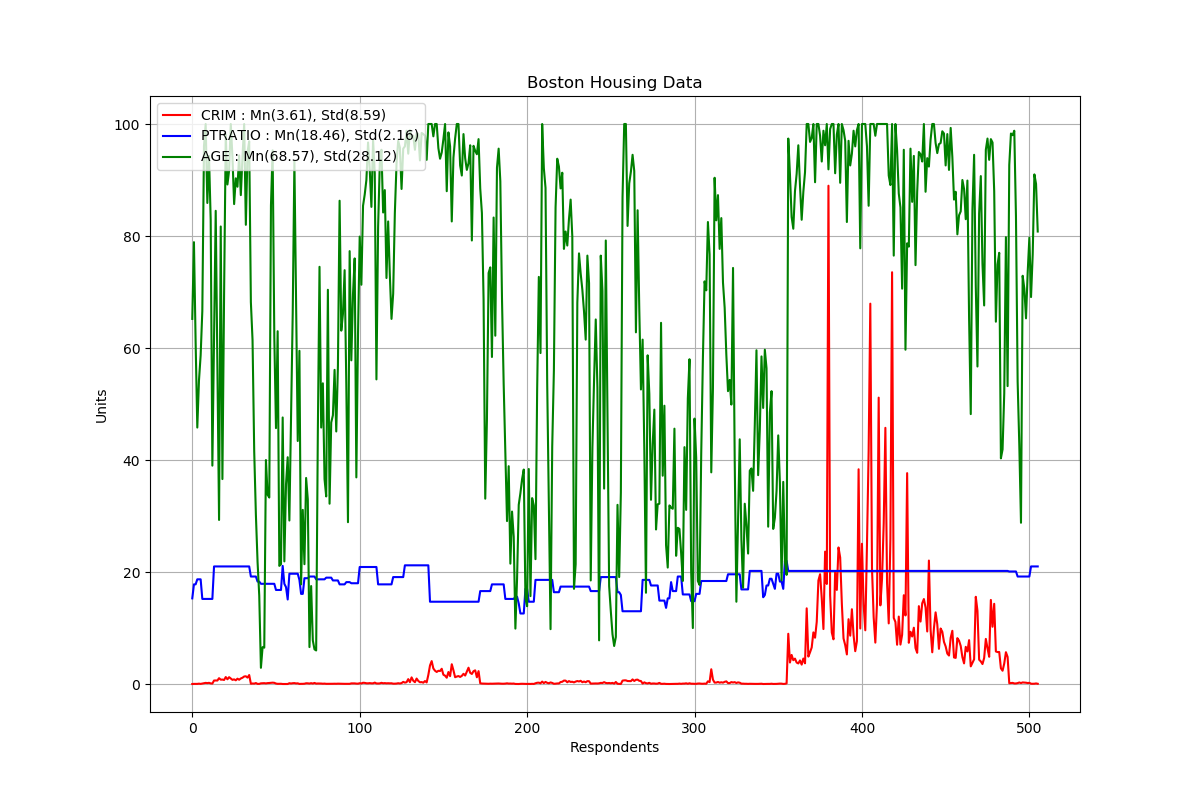 Boston Housing Data
CRIM : Mn(3.61), Std(8.59)
PTRATIO : Mn(18.46), Std(2.16)
AGE : Mn(68.57), Std(28.12)
100
80
60
40
20
0
Units
0 100 200 300 400 500
Respondents